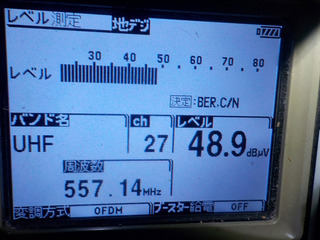 レベル測定 地デジ
30 40 50 60 70 80
レベル
決定:BER.C/N
バンド名 ch レベル
UHF 27 48.9 dBμV
周波数
557.14 MHz
変調方式 OFDM ブースター給電 OFF